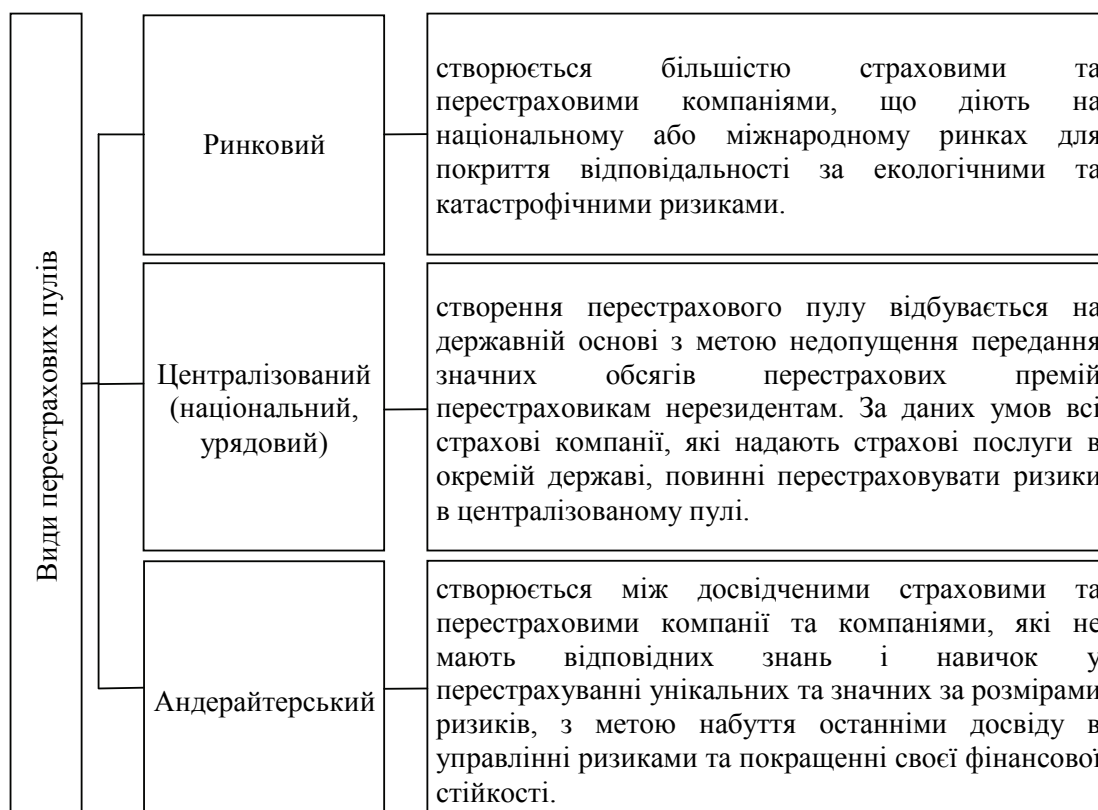 Види перестрахових пулів
Ринковий
створюється більшістю страховими та
перестраховими компаніями, що діють на
національному або міжнародному ринках для
покриття відповідальності за екологічними та
катастрофічними ризиками.
Централізований
(національний,
урядовий)
створення перестрахового пулу відбувається на
державній основі з метою недопущення передання
значних обсягів перестрахових премій
перестраховикам нерезидентам. За даних умов всі
страхові компанії, які надають страхові послуги в
окремій державі, повинні перестраховувати ризики
в централізованому пулі.
Андерайтерський
створюється між досвідченими страховими та
перестраховими компанії та компаніями, які не
мають відповідних знань і навичок у
перестрахуванні унікальних та значних за розмірами
ризиків, з метою набуття останніми досвіду в
управлінні ризиками та покращенні своєї фінансової
стійкості.